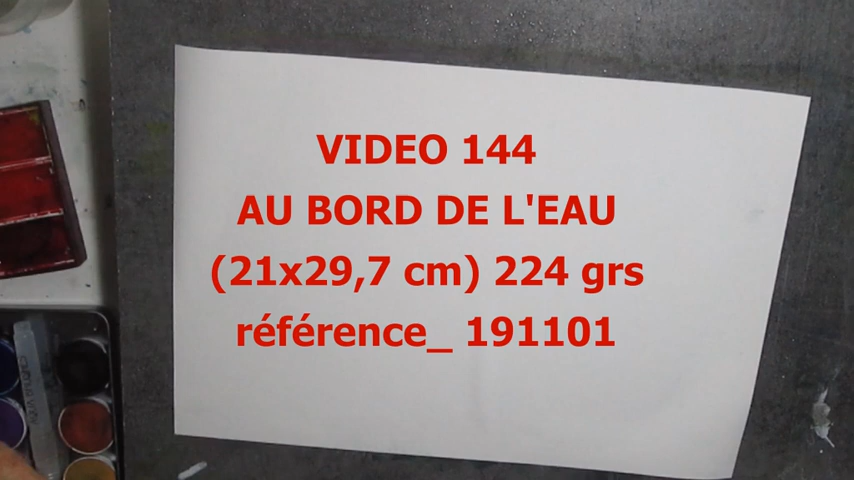 VIDEO 144
AU BORD DE L'EAU
(21x29,7 cm) 224 grs
référence_ 191101